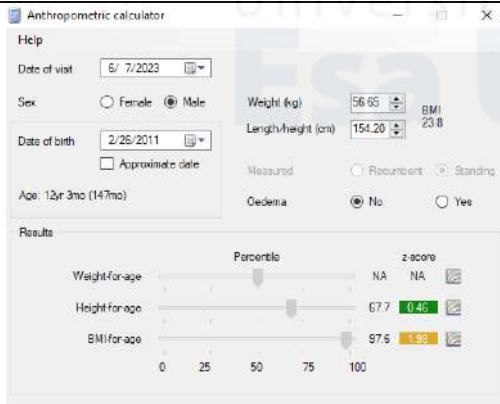 Anthropometric calculator
Help
Date of visit 6/ 7/2023
Sex Female Male
Weight (kg) 56.65
BMI
23.8
Length/height (cm) 154.20
Date of birth 2/26/2011
Approximate date
Measured Recumbent Standing
Age: 12yr 3mo (147mo)
Oedema No Yes
Results
Percentile z-score
Weight-for-age NA NA
Height-for-age 67.7 0.46
BMI-for-age 97.6 1.98
0 25 50 75 100
Esa